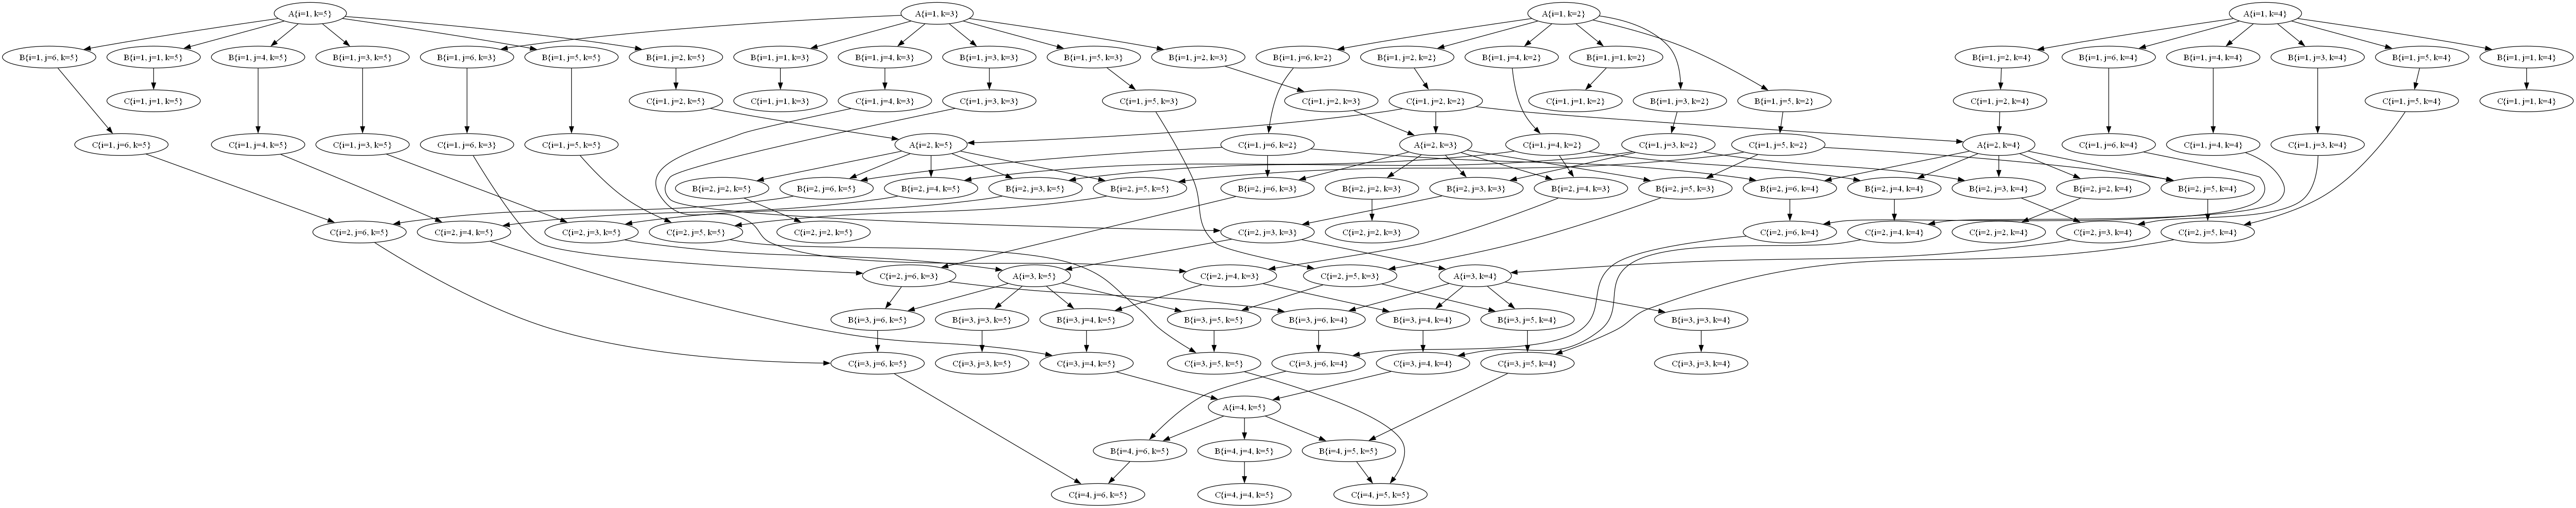 A{i=1, k=5}
A{i=1, k=3}
A{i=1, k=2}
A{i=1, k=4}
B{i=1, j=6, k=5}
B{i=1, j=1, k=5}
B{i=1, j=4, k=5}
B{i=1, j=3, k=5}
B{i=1, j=6, k=3}
B{i=1, j=5, k=5}
B{i=1, j=2, k=5}
B{i=1, j=1, k=3}
B{i=1, j=4, k=3}
B{i=1, j=3, k=3}
B{i=1, j=5, k=3}
B{i=1, j=2, k=3}
B{i=1, j=6, k=2}
B{i=1, j=2, k=2}
B{i=1, j=4, k=2}
B{i=1, j=1, k=2}
B{i=1, j=2, k=4}
B{i=1, j=6, k=4}
B{i=1, j=4, k=4}
B{i=1, j=3, k=4}
B{i=1, j=5, k=4}
B{i=1, j=1, k=4}
C{i=1, j=1, k=5}
C{i=1, j=2, k=5}
C{i=1, j=1, k=3}
C{i=1, j=4, k=3}
C{i=1, j=3, k=3}
C{i=1, j=5, k=3}
C{i=1, j=2, k=3}
C{i=1, j=2, k=2}
C{i=1, j=1, k=2}
B{i=1, j=3, k=2}
B{i=1, j=5, k=2}
C{i=1, j=2, k=4}
C{i=1, j=5, k=4}
C{i=1, j=1, k=4}
C{i=1, j=6, k=5}
C{i=1, j=4, k=5}
C{i=1, j=3, k=5}
C{i=1, j=6, k=3}
C{i=1, j=5, k=5}
A{i=2, k=5}
C{i=1, j=6, k=2}
A{i=2, k=3}
C{i=1, j=4, k=2}
C{i=1, j=3, k=2}
C{i=1, j=5, k=2}
A{i=2, k=4}
C{i=1, j=6, k=4}
C{i=1, j=4, k=4}
C{i=1, j=3, k=4}
B{i=2, j=2, k=5}
B{i=2, j=6, k=5}
B{i=2, j=4, k=5}
B{i=2, j=3, k=5}
B{i=2, j=5, k=5}
B{i=2, j=6, k=3}
B{i=2, j=2, k=3}
B{i=2, j=3, k=3}
B{i=2, j=4, k=3}
B{i=2, j=5, k=3}
B{i=2, j=6, k=4}
B{i=2, j=4, k=4}
B{i=2, j=3, k=4}
B{i=2, j=2, k=4}
B{i=2, j=5, k=4}
C{i=2, j=6, k=5}
C{i=2, j=4, k=5}
C{i=2, j=3, k=5}
C{i=2, j=5, k=5}
C{i=2, j=2, k=5}
C{i=2, j=3, k=3}
C{i=2, j=2, k=3}
C{i=2, j=6, k=4}
C{i=2, j=4, k=4}
C{i=2, j=2, k=4}
C{i=2, j=3, k=4}
C{i=2, j=5, k=4}
C{i=2, j=6, k=3}
A{i=3, k=5}
C{i=2, j=4, k=3}
C{i=2, j=5, k=3}
A{i=3, k=4}
B{i=3, j=6, k=5}
B{i=3, j=3, k=5}
B{i=3, j=4, k=5}
B{i=3, j=5, k=5}
B{i=3, j=6, k=4}
B{i=3, j=4, k=4}
B{i=3, j=5, k=4}
B{i=3, j=3, k=4}
C{i=3, j=6, k=5}
C{i=3, j=3, k=5}
C{i=3, j=4, k=5}
C{i=3, j=5, k=5}
C{i=3, j=6, k=4}
C{i=3, j=4, k=4}
C{i=3, j=5, k=4}
C{i=3, j=3, k=4}
A{i=4, k=5}
B{i=4, j=6, k=5}
B{i=4, j=4, k=5}
B{i=4, j=5, k=5}
C{i=4, j=6, k=5}
C{i=4, j=4, k=5}
C{i=4, j=5, k=5}